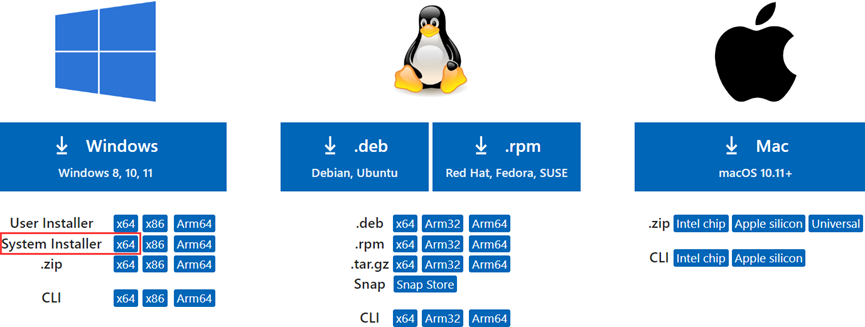 Windows
Windows 8, 10, 11
User Installer x64 x86 Arm64
System Installer x64 x86 Arm64
.zip x64 x86 Arm64
CLI x64 x86 Arm64
.deb
Debian, Ubuntu
.rpm
Red Hat, Fedora, SUSE
.deb x64 Arm32 Arm64
.rpm x64 Arm32 Arm64
.tar.gz x64 Arm32 Arm64
Snap Snap Store
CLI x64 Arm32 Arm64
Mac
macOS 10.11+
.zip Intel chip Apple silicon Universal
CLI Intel chip Apple silicon